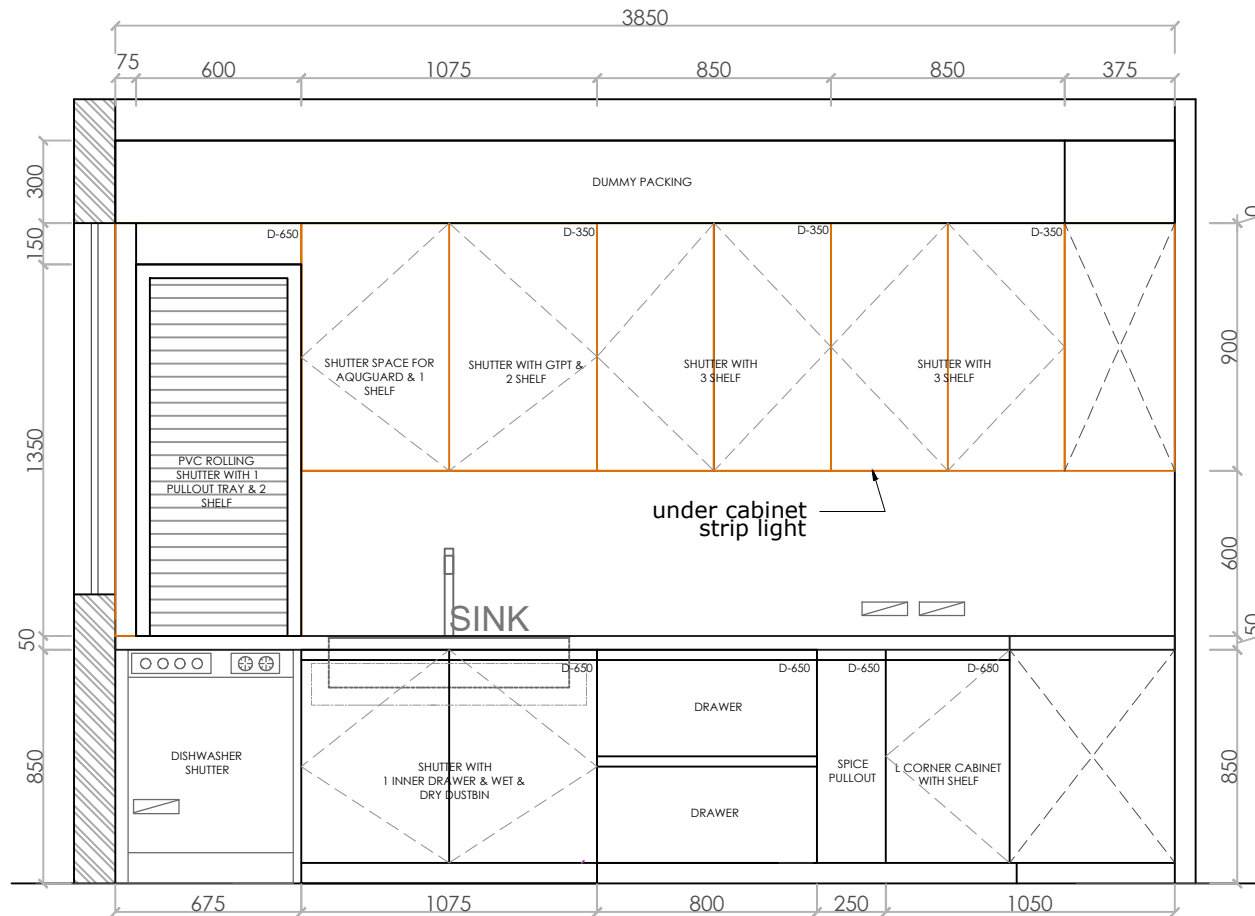 3850
75
600
1075
850
850
375
300
DUMMY PACKING
150
0
D-650
D-350
D-350
D-350
SHUTTER SPACE FOR
AQUGUARD & 1
SHELF
SHUTTER WITH GTPT &
2 SHELF
SHUTTER WITH
3 SHELF
SHUTTER WITH
3 SHELF
900
1350
PVC ROLLING
SHUTTER WITH 1
PULLOUT TRAY & 2
SHELF
under cabinet
strip light
600
SINK
50
50
D-650
D-650
D-650
D-650
DRAWER
DISHWASHER
SHUTTER
SHUTTER WITH
1 INNER DRAWER & WET &
DRY DUSTBIN
SPICE
PULLOUT
L CORNER CABINET
WITH SHELF
850
850
DRAWER
675
1075
800
250
1050